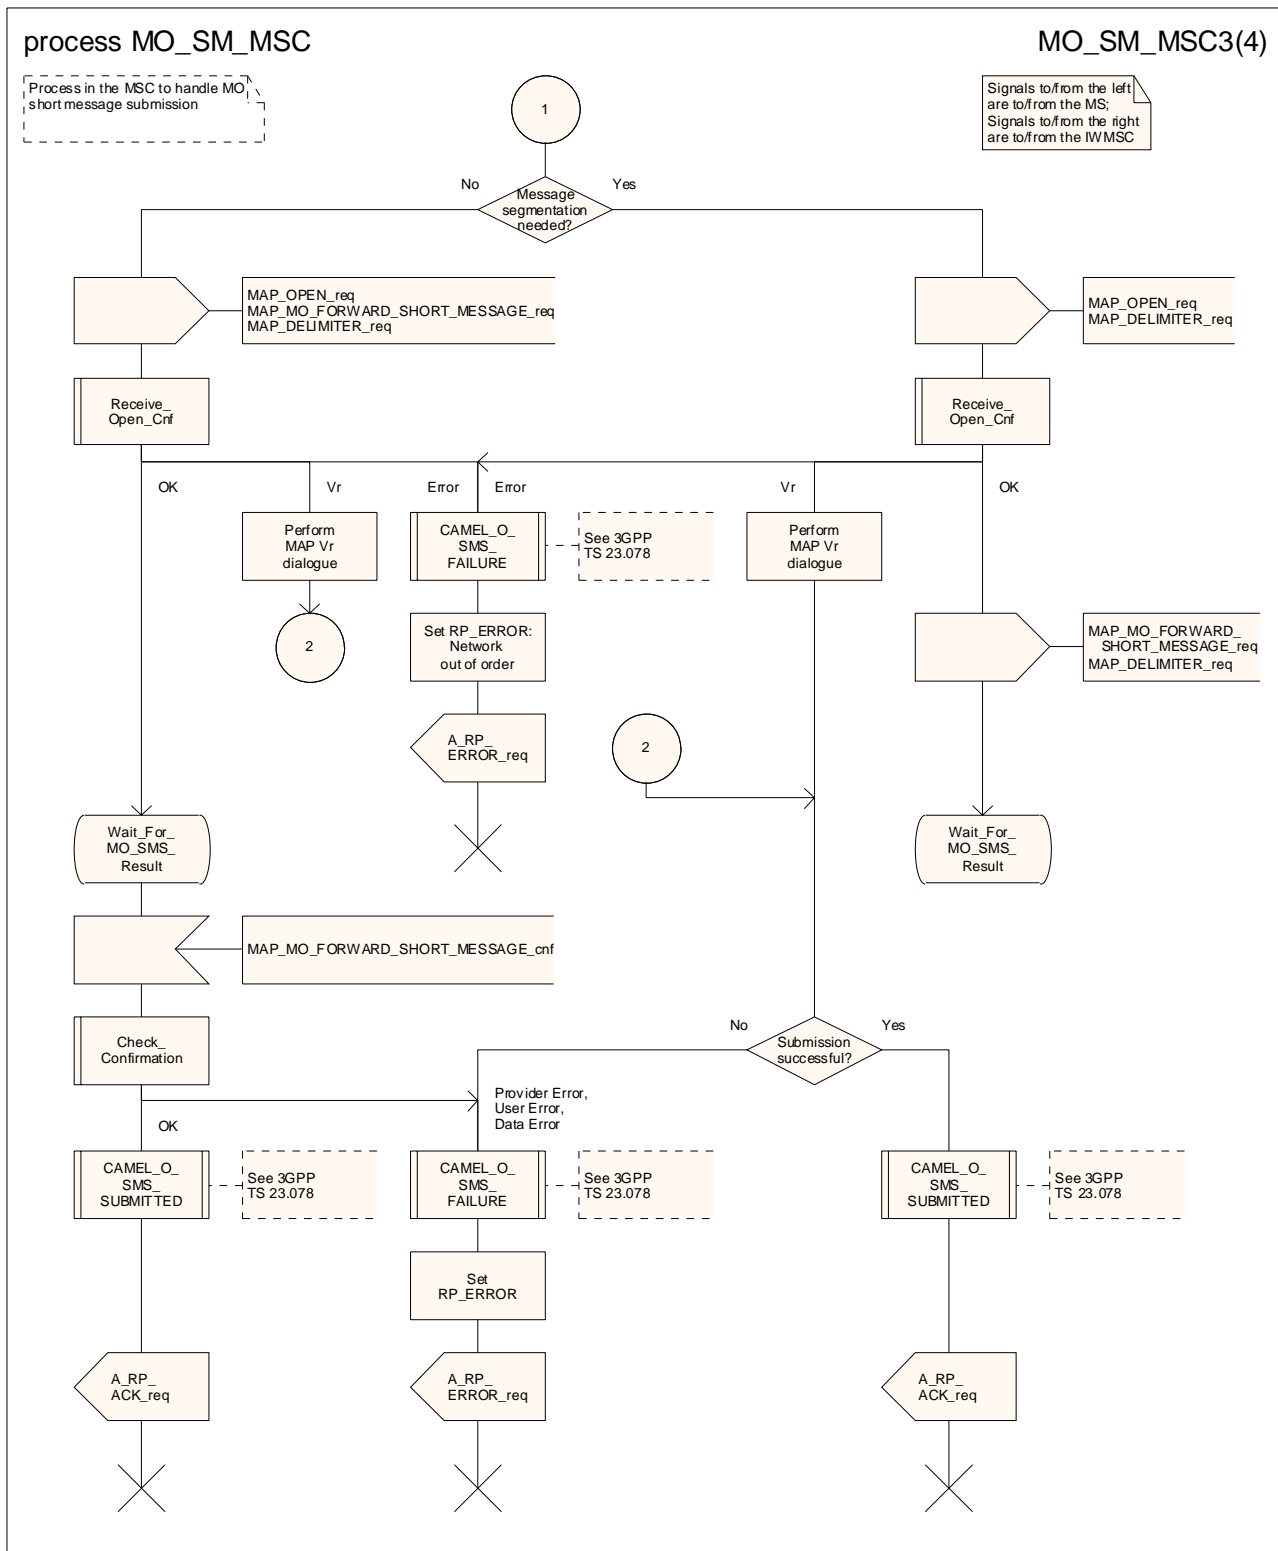 process MO_SM_MSC
MO_SM_MSC3(4)
Process in the MSC to handle MO
short message submission
1
Signals to/from the left
are to/from the MS;
Signals to/from the right
are to/from the IWMSC
No
Yes
Message
segmentation
needed?
MAP_OPEN_req
MAP_MO_FORWARD_SHORT_MESSAGE_req
MAP_DELIMITER_req
MAP_OPEN_req
MAP_DELIMITER_req
Receive_
Open_Cnf
Receive_
Open_Cnf
OK
Vr
Error
Error
Vr
OK
Perform
MAP Vr
dialogue
CAMEL_O_
SMS_
FAILURE
See 3GPP
TS 23.078
Perform
MAP Vr
dialogue
2
Set RP_ERROR:
Network
out of order
MAP_MO_FORWARD_
SHORT_MESSAGE_req
MAP_DELIMITER_req
A_RP_
ERROR_req
2
Wait_For_
MO_SMS_
Result
Wait_For_
MO_SMS_
Result
MAP_MO_FORWARD_SHORT_MESSAGE_cnf
Check_
Confirmation
No
Yes
Submission
successful?
Provider Error,
User Error,
Data Error
OK
CAMEL_O_
SMS_
SUBMITTED
See 3GPP
TS 23.078
CAMEL_O_
SMS_
FAILURE
See 3GPP
TS 23.078
CAMEL_O_
SMS_
SUBMITTED
See 3GPP
TS 23.078
Set
RP_ERROR
A_RP_
ACK_req
A_RP_
ERROR_req
A_RP_
ACK_req